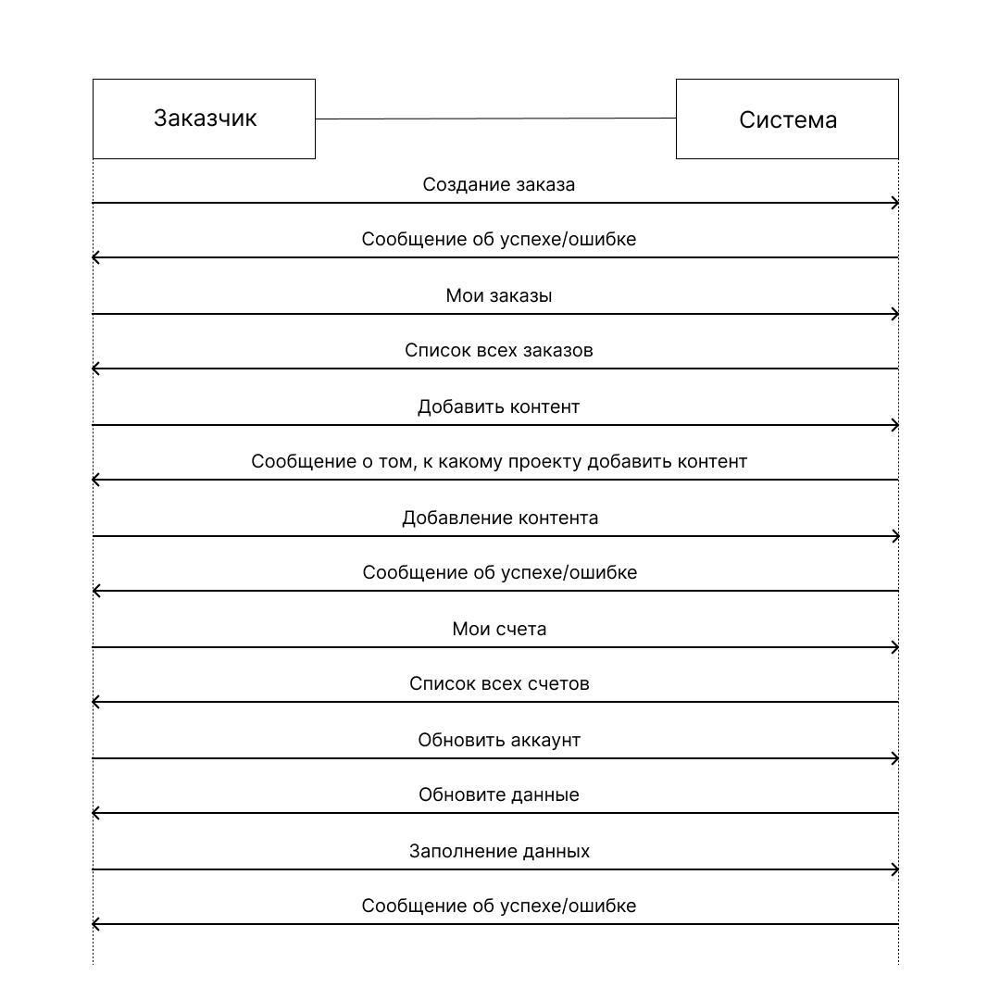 Заказчик
Система
Создание заказа
Сообщение об успехе/ошибке
Мои заказы
Список всех заказов
Добавить контент
Сообщение о том, к какому проекту добавить контент
Добавление контента
Сообщение об успехе/ошибке
Мои счета
Список всех счетов
Обновить аккаунт
Обновите данные
Заполнение данных
Сообщение об успехе/ошибке